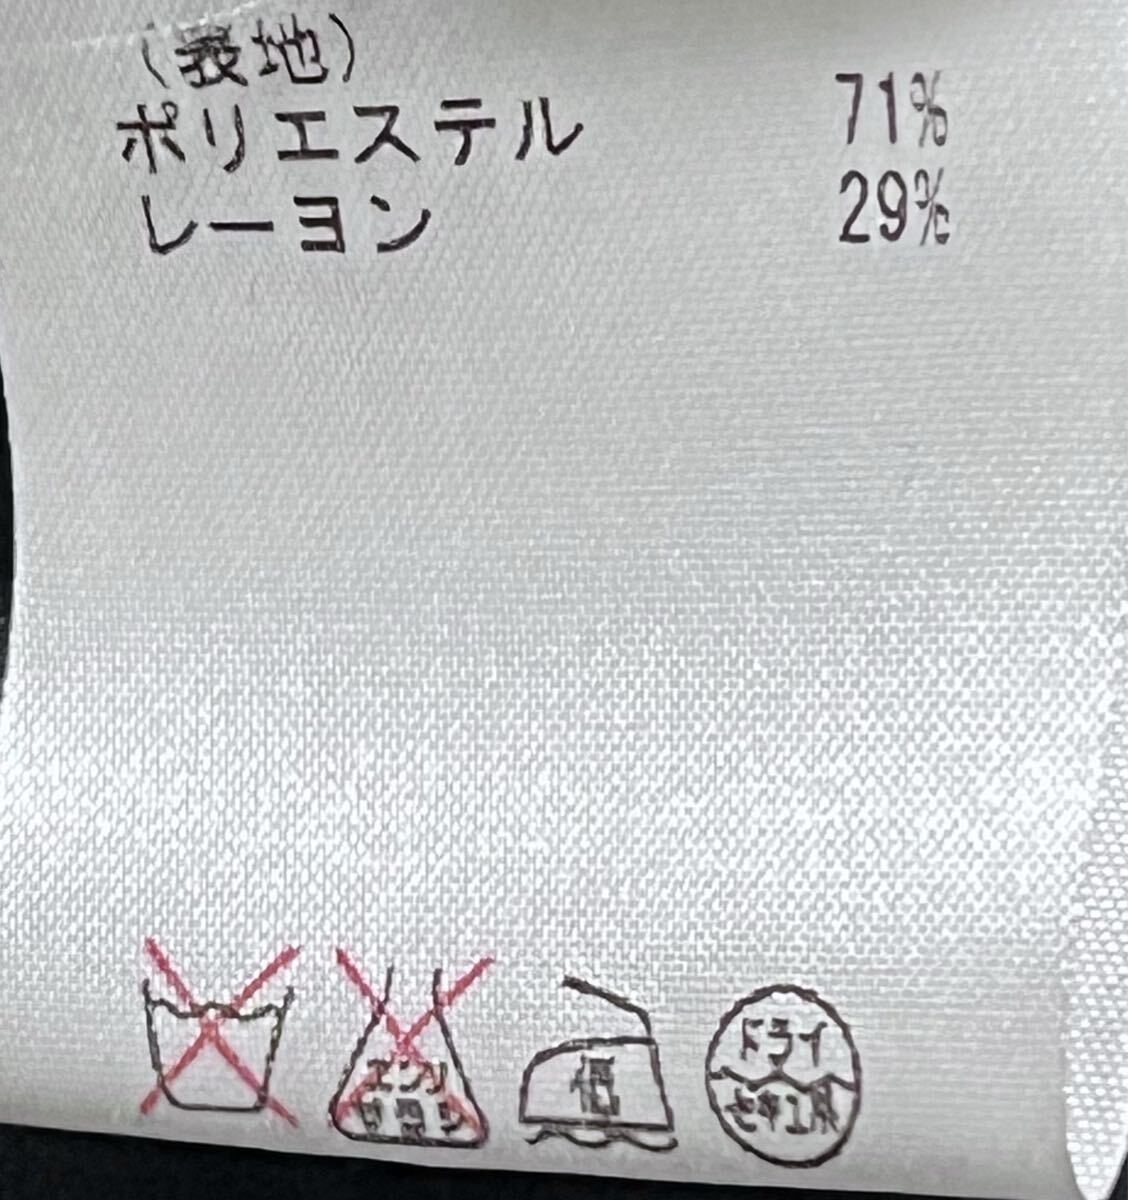 (表地)
ポリエステル 71%
レーヨン 29%
エンソ
サラシ
低
ドライ
セキユ系